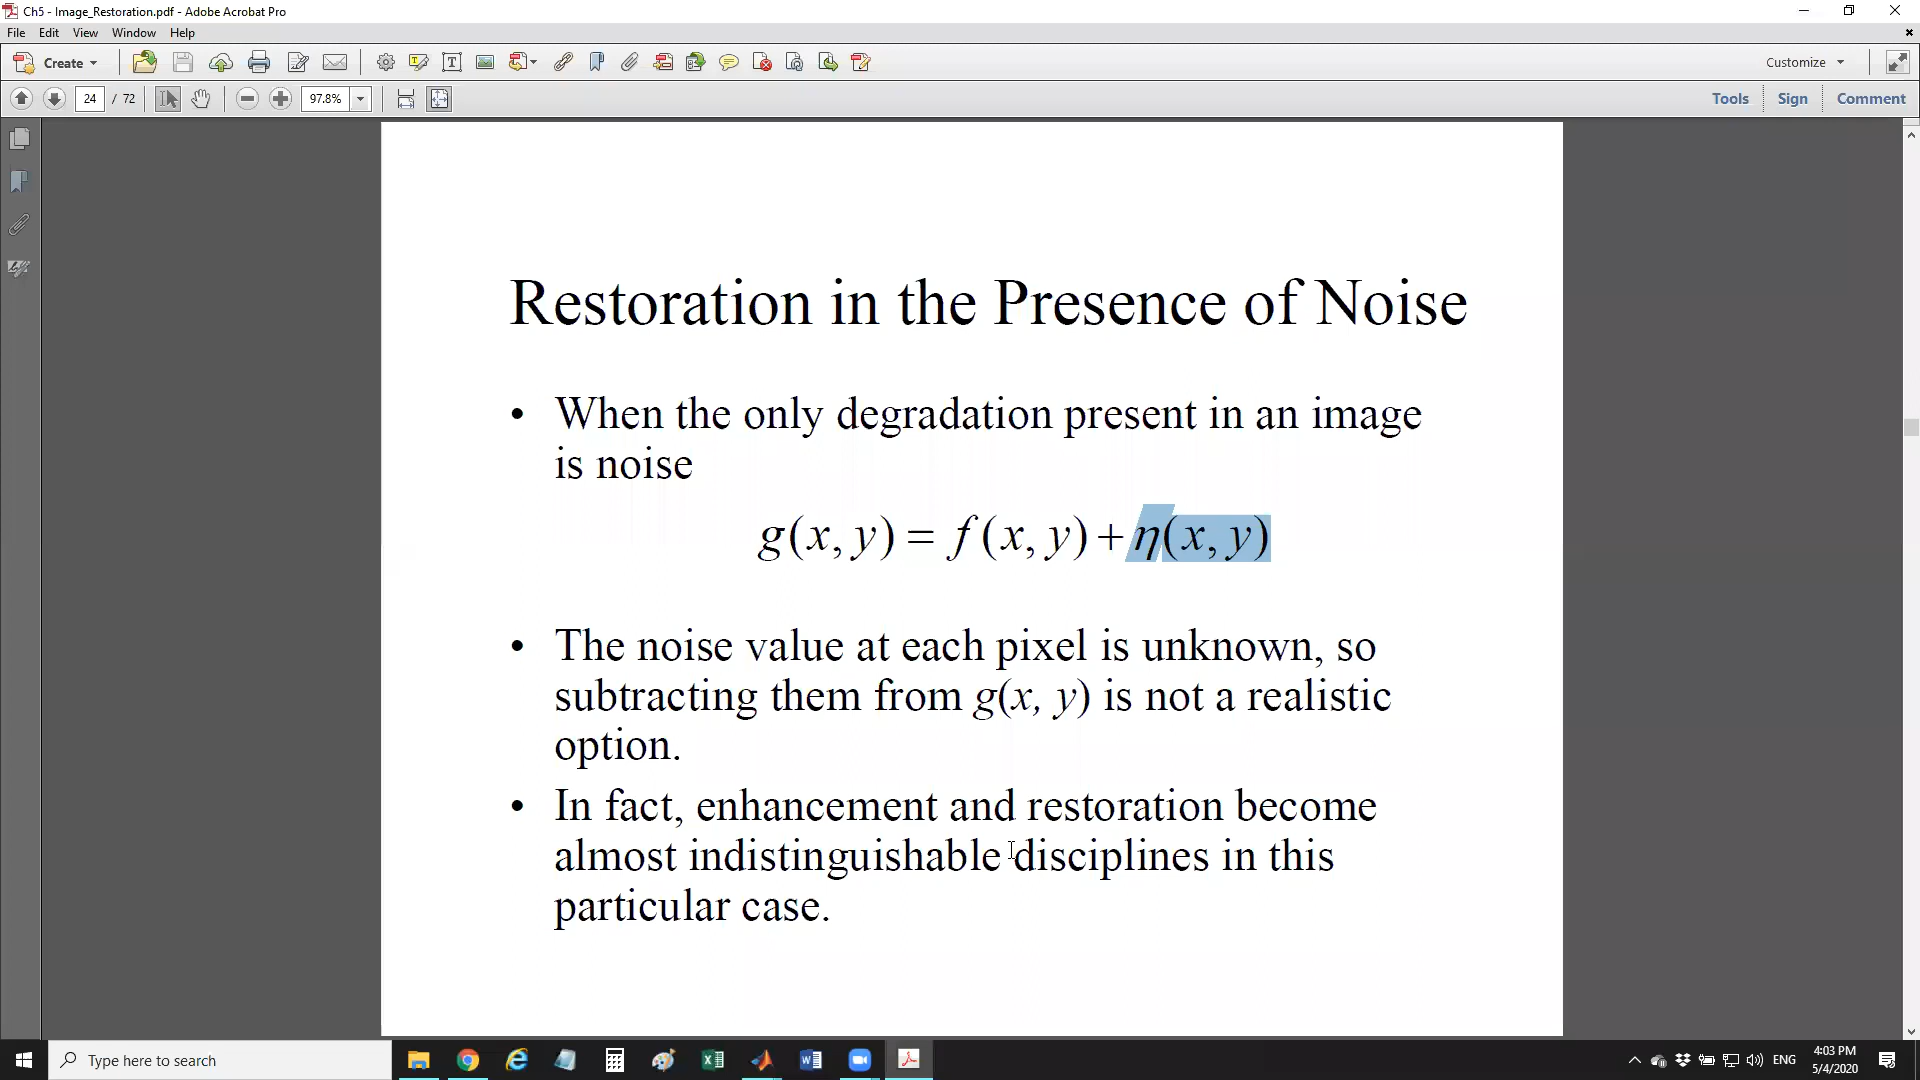 Ch5 - Image_Restoration.pdf - Adobe Acrobat Pro
File Edit View Window Help
Create Customize
24 / 72 97.8% Tools Sign Comment
Restoration in the Presence of Noise
• When the only degradation present in an image
is noise
g(x, y) = f(x, y) + η(x, y)
• The noise value at each pixel is unknown, so
subtracting them from g(x, y) is not a realistic
option.
• In fact, enhancement and restoration become
almost indistinguishable disciplines in this
particular case.
Type here to search
ENG
4:03 PM
5/4/2020